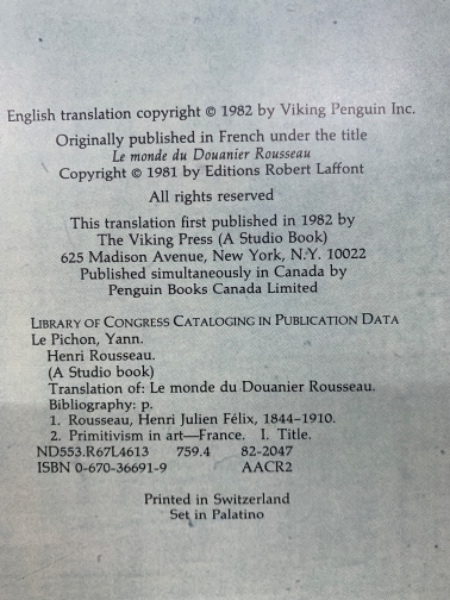 English translation copyright © 1982 by Viking Penguin Inc.
Originally published in French under the title
Le monde du Douanier Rousseau
Copyright © 1981 by Editions Robert Laffont
All rights reserved
This translation first published in 1982 by
The Viking Press (A Studio Book)
625 Madison Avenue, New York, N.Y. 10022
Published simultaneously in Canada by
Penguin Books Canada Limited
LIBRARY OF CONGRESS CATALOGING IN PUBLICATION DATA
Le Pichon, Yann.
Henri Rousseau.
(A Studio book)
Translation of: Le monde du Douanier Rousseau.
Bibliography: p.
1. Rousseau, Henri Julien Félix, 1844–1910.
2. Primitivism in art—France. I. Title.
ND553.R67L4613 759.4 82-2047
ISBN 0-670-36691-9 AACR2
Printed in Switzerland
Set in Palatino